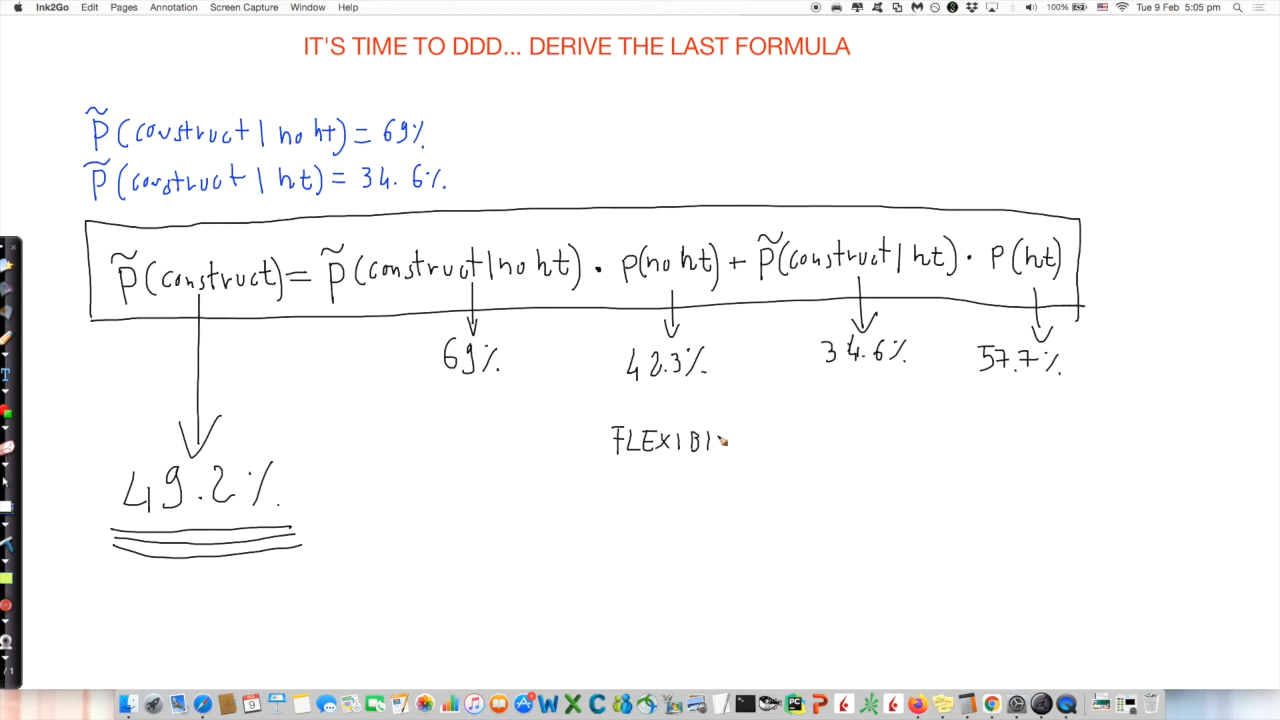 Ink2Go Edit Pages Annotation Screen Capture Window Help 100% Tue 9 Feb 5:05 pm
IT'S TIME TO DDD... DERIVE THE LAST FORMULA
P̃(construct | no ht) = 69%
P̃(construct | ht) = 34.6%
P̃(construct) = P̃(construct | no ht) · p(no ht) + P̃(construct | ht) · P(ht)
69% 42.3% 34.6% 57.7%
FLEXIBI
49.2%